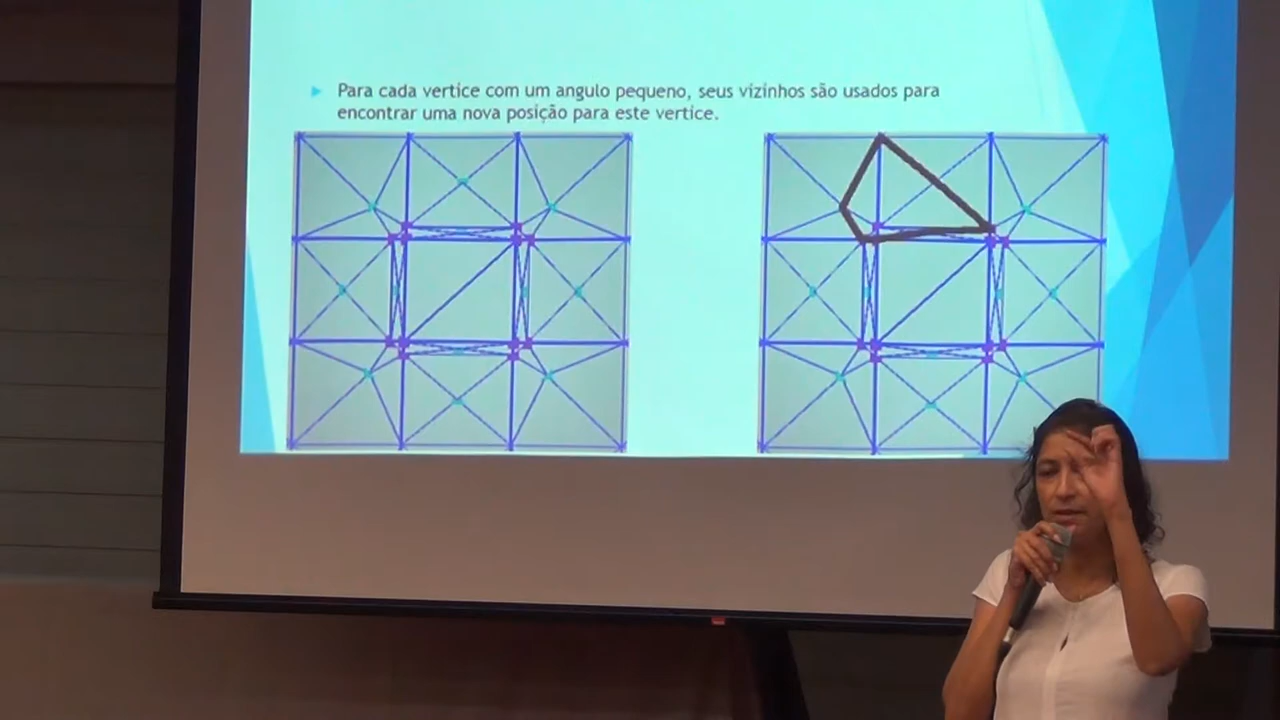 Para cada vertice com um angulo pequeno, seus vizinhos são usados para
encontrar uma nova posição para este vertice.